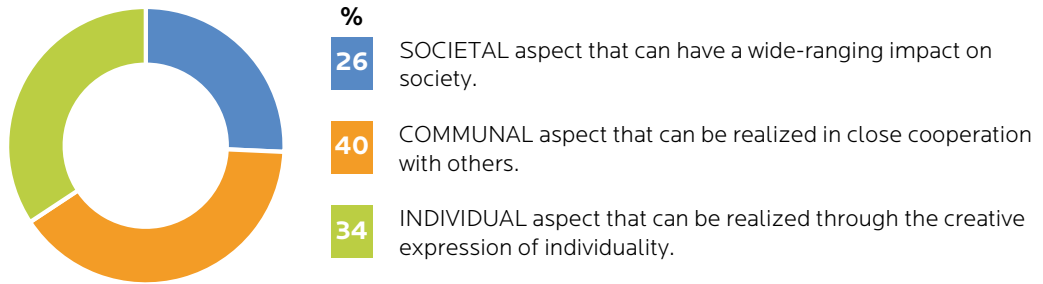 %
26
SOCIETAL aspect that can have a wide-ranging impact on
society.
40
COMMUNAL aspect that can be realized in close cooperation
with others.
34
INDIVIDUAL aspect that can be realized through the creative
expression of individuality.